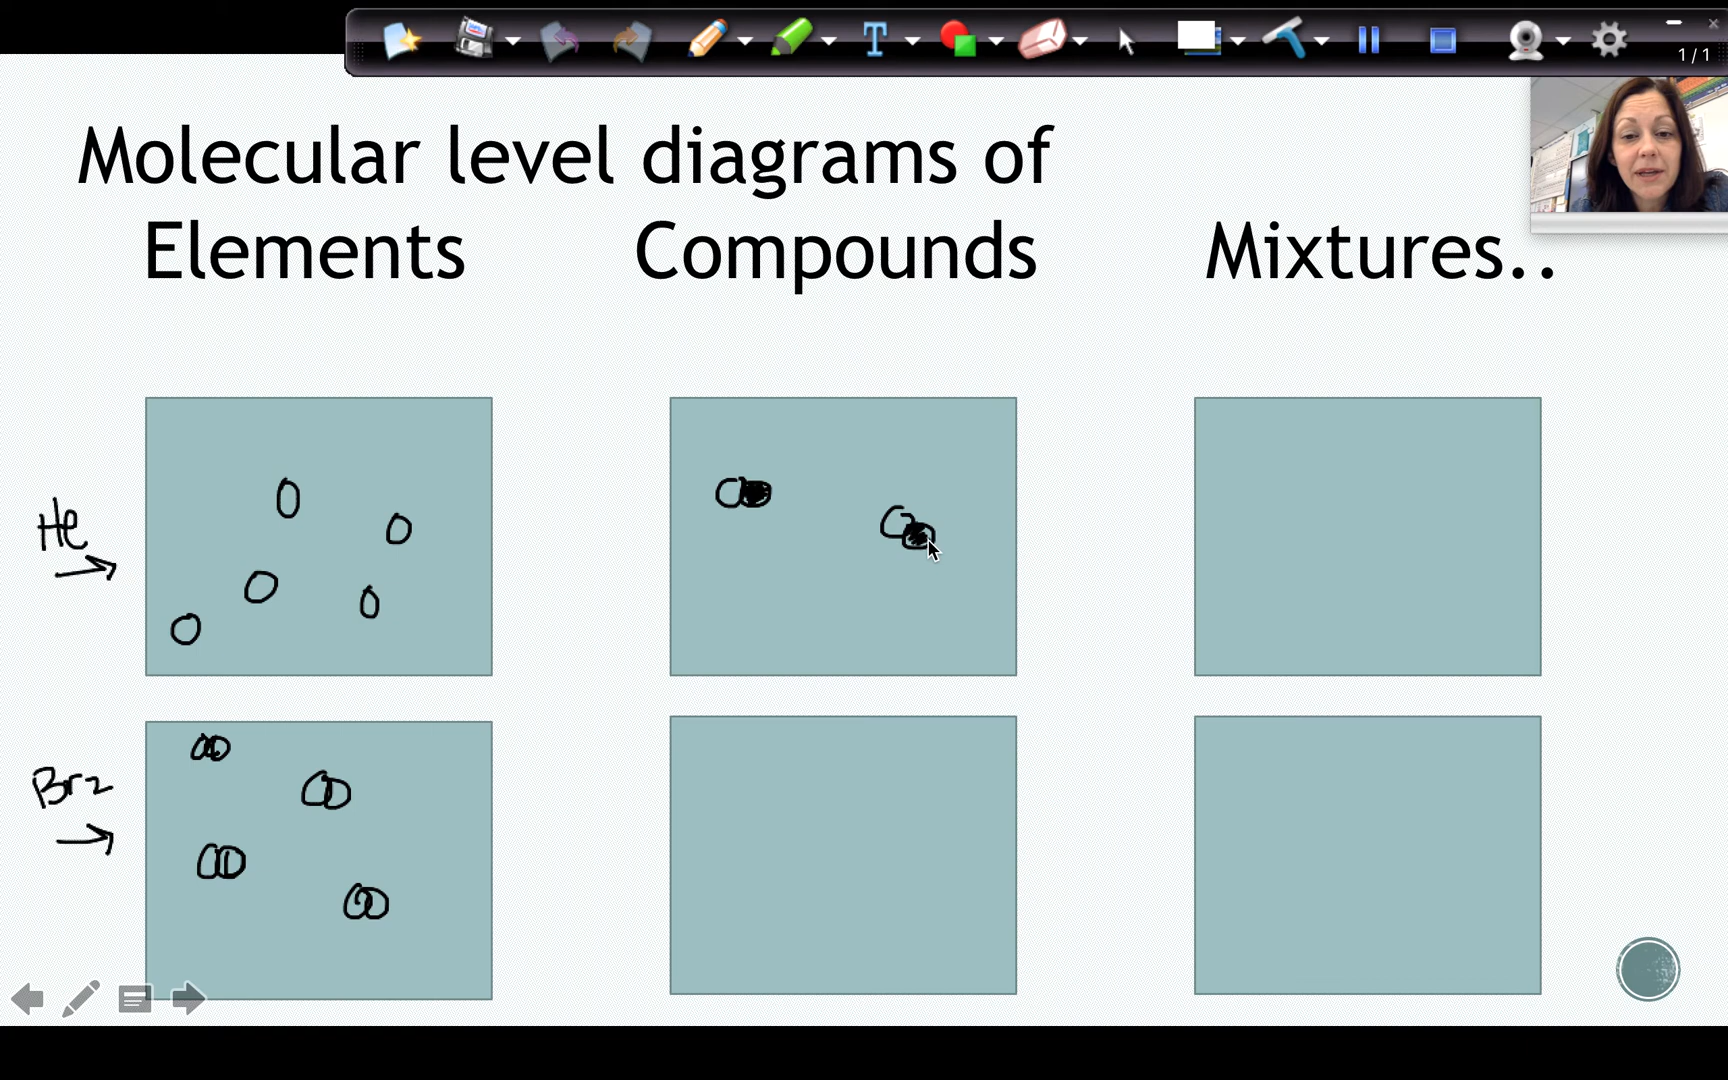 1 / 1
Molecular level diagrams of
Elements Compounds Mixtures..
He
Br2